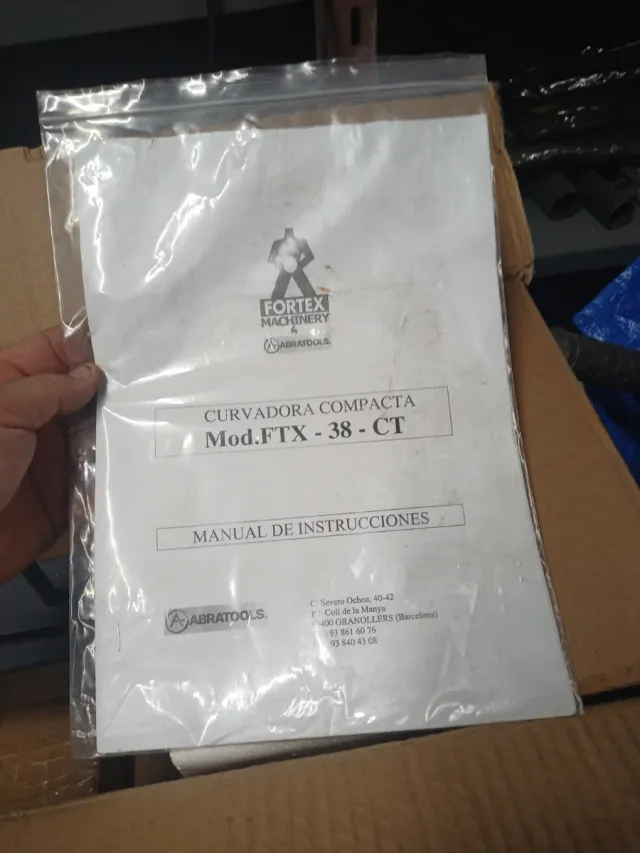 FORTEX
MACHINERY
by
ABRATOOLS.
CURVADORA COMPACTA
Mod.FTX - 38 - CT
MANUAL DE INSTRUCCIONES
ABRATOOLS.
C/ Severo Ochoa, 40-42
Coll de la Manya
GRANOLLERS (Barcelona)
93 861 60 76
93 840 43 08